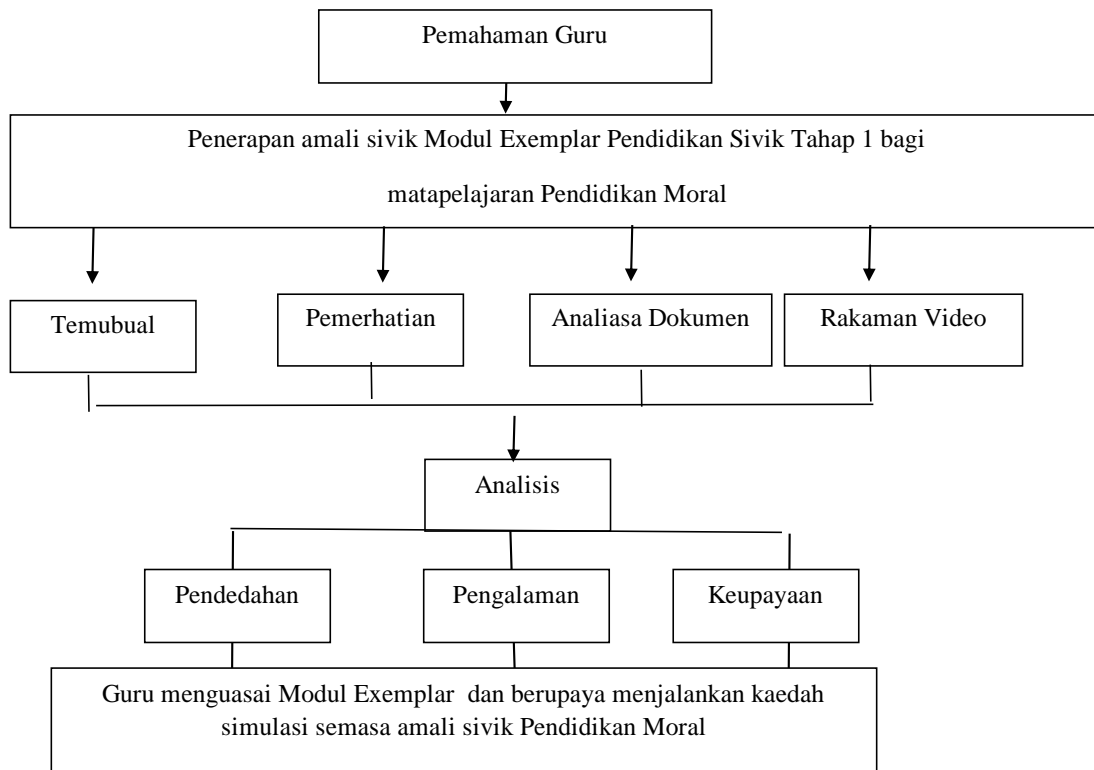 Pemahaman Guru
Penerapan amali sivik Modul Exemplar Pendidikan Sivik Tahap 1 bagi
matapelajaran Pendidikan Moral
Temubual
Pemerhatian
Analiasa Dokumen
Rakaman Video
Analisis
Pendedahan
Pengalaman
Keupayaan
Guru menguasai Modul Exemplar dan berupaya menjalankan kaedah
simulasi semasa amali sivik Pendidikan Moral